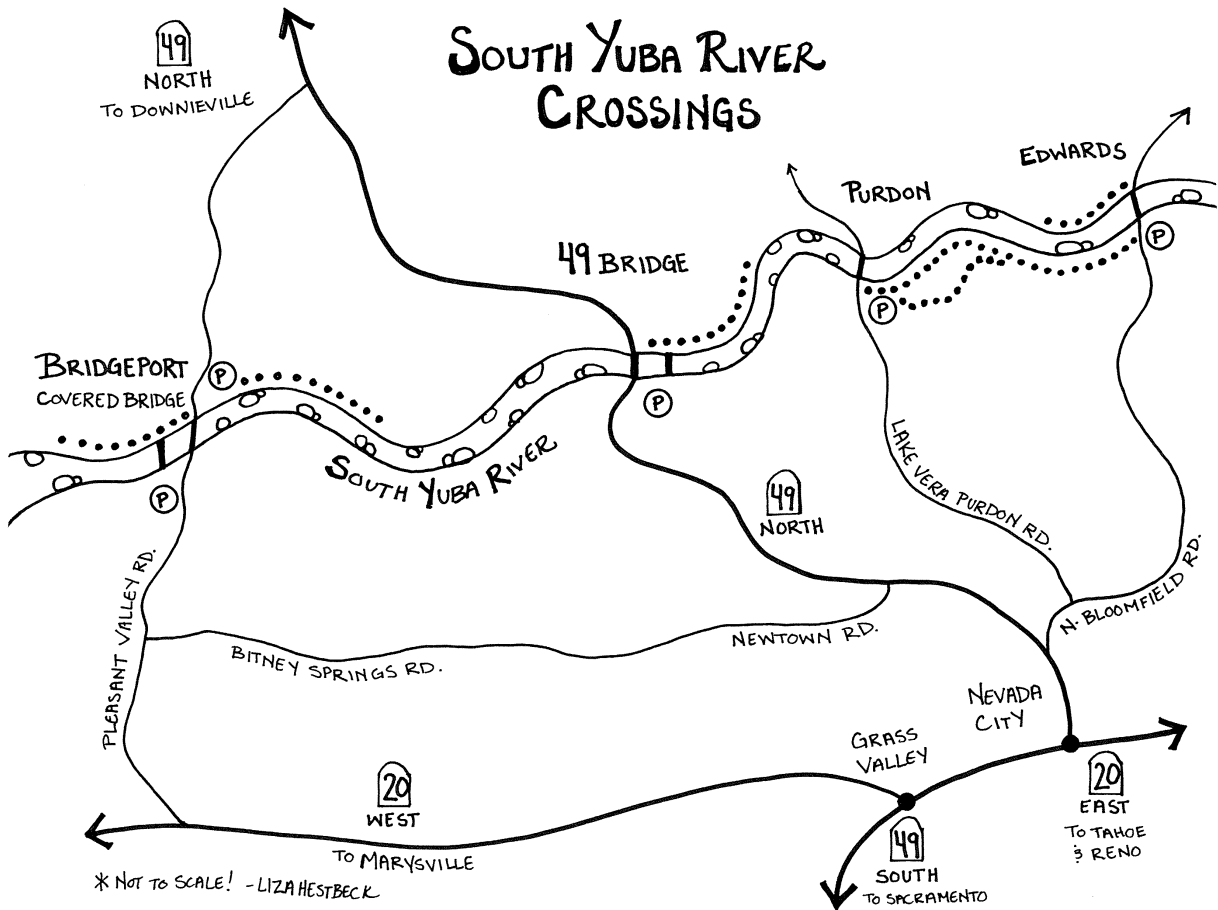 SOUTH YUBA RIVER
CROSSINGS
49
NORTH
TO DOWNIEVILLE
EDWARDS
PURDON
49 BRIDGE
P
P
BRIDGEPORT
COVERED BRIDGE
P
P
P
SOUTH YUBA RIVER
49
NORTH
LAKE VERA PURDON RD.
N. BLOOMFIELD RD.
PLEASANT VALLEY RD.
BITNEY SPRINGS RD.
NEWTOWN RD.
NEVADA
CITY
GRASS
VALLEY
20
WEST
TO MARYSVILLE
20
EAST
TO TAHOE
& RENO
49
SOUTH
TO SACRAMENTO
* NOT TO SCALE! -LIZA HESTBECK